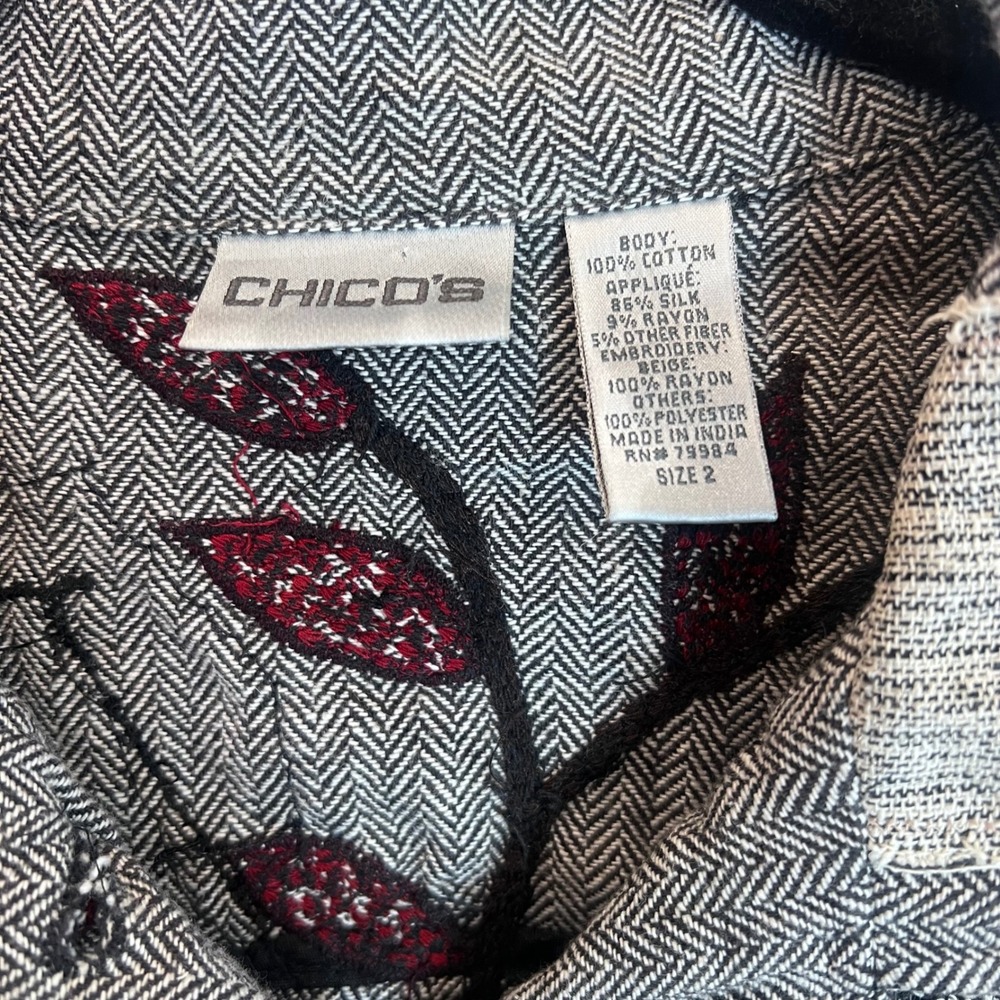 CHICO'S
BODY:
100% COTTON
APPLIQUÉ:
86% SILK
9% RAYON
5% OTHER FIBER
EMBROIDERY:
BEIGE:
100% RAYON
OTHERS:
100% POLYESTER
MADE IN INDIA
RN# 79984
SIZE 2